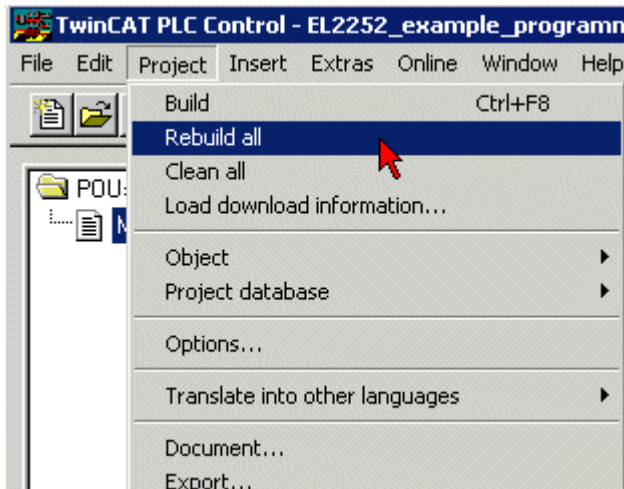 TwinCAT PLC Control - EL2252_example_programm
File Edit Project Insert Extras Online Window Help
Build Ctrl+F8
Rebuild all
Clean all
POU
Load download information...
Object
Project database
Options...
Translate into other languages
Document...
Export...